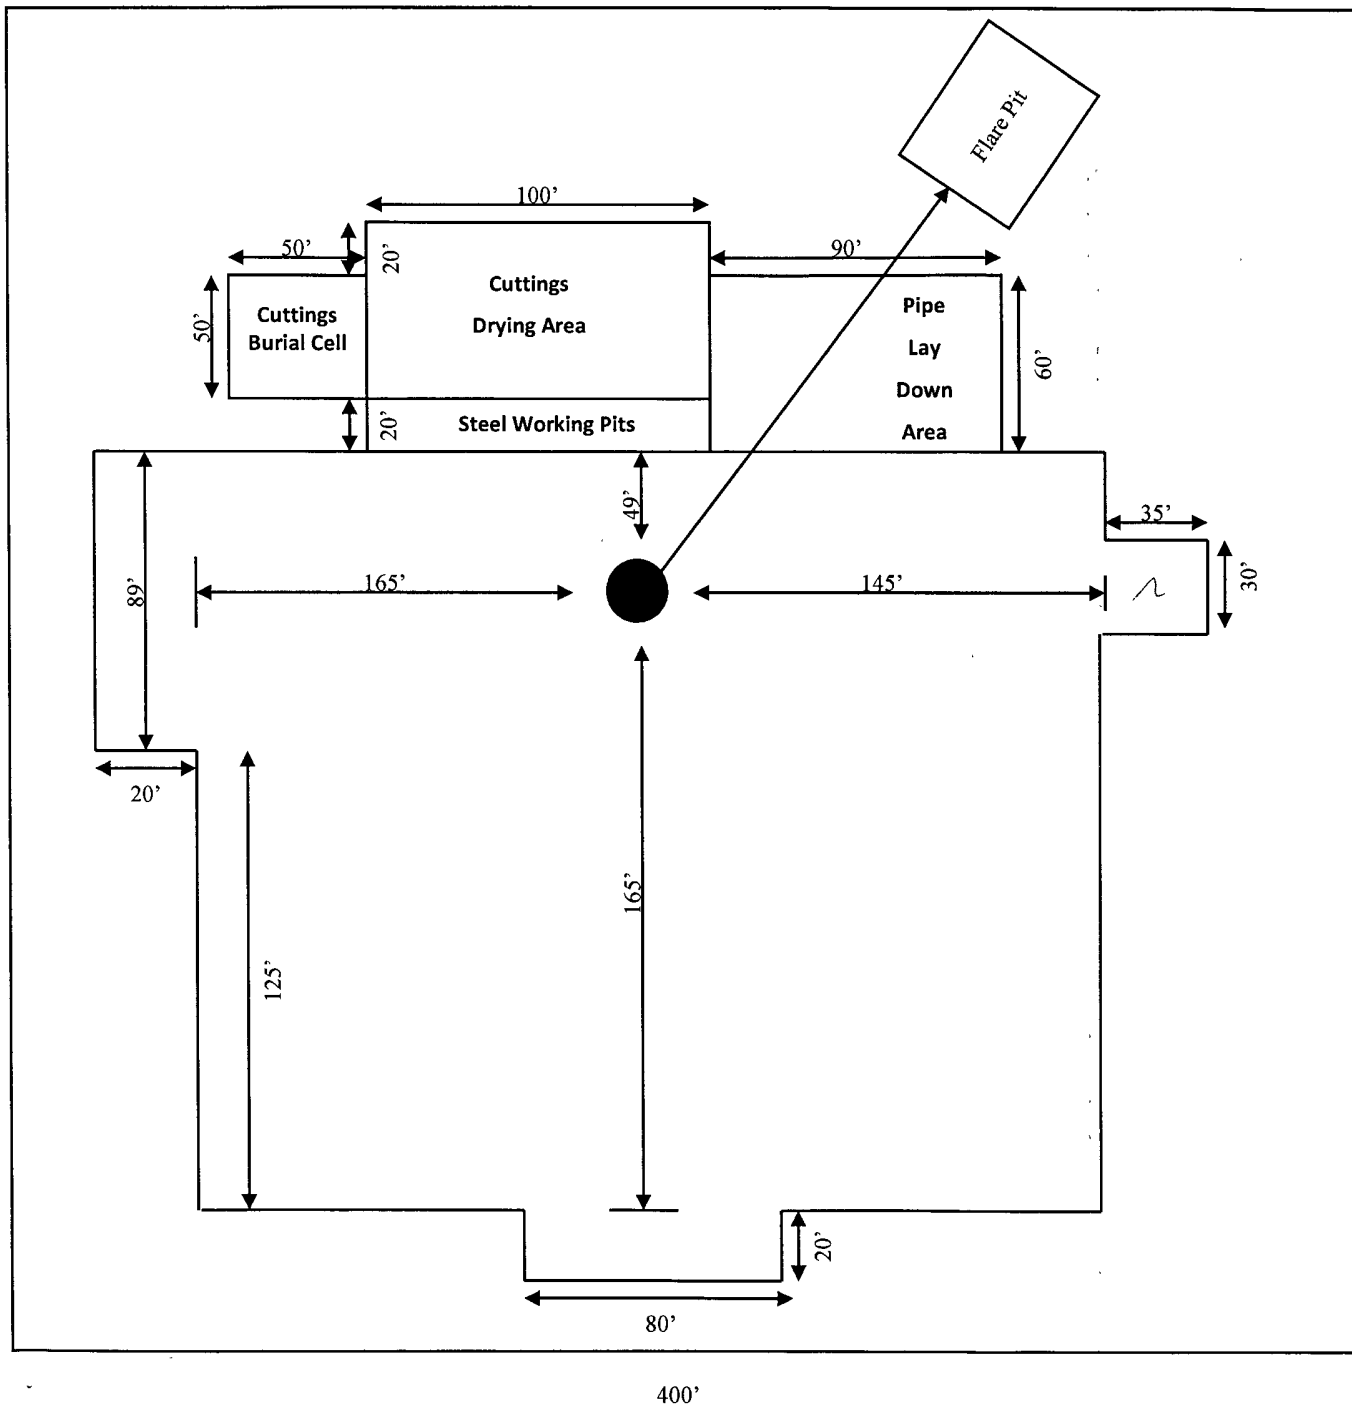 Flare Pit
100’
50’
20’
90’
Cuttings
Drying Area
Pipe
Lay
Down
Area
50’
Cuttings
Burial Cell
60’
20’
Steel Working Pits
49’
35’
89’
165’
145’
30’
20’
165’
125’
20’
80’
400’